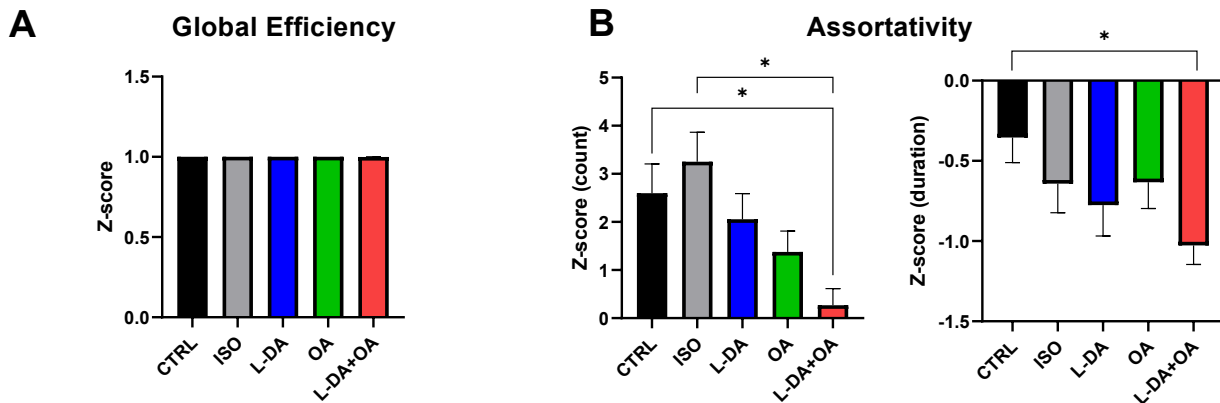 A
Global Efficiency
Z-score
1.5
1.0
0.5
0.0
CTRL
ISO
L-DA
OA
L-DA+OA
B
Assortativity
Z-score (count)
5
4
3
2
1
0
*
*
CTRL
ISO
L-DA
OA
L-DA+OA
Z-score (duration)
0.0
-0.5
-1.0
-1.5
*
CTRL
ISO
L-DA
OA
L-DA+OA